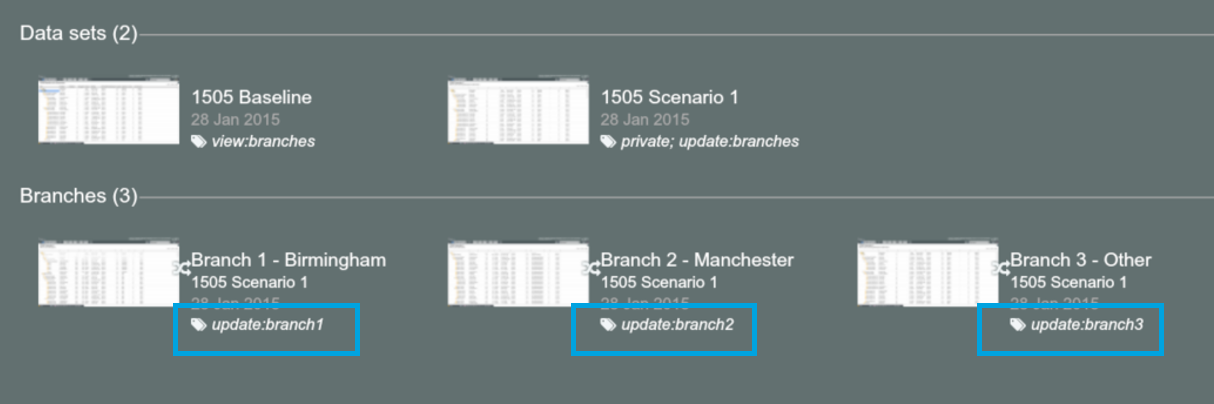 Data sets (2)
1505 Baseline
28 Jan 2015
view:branches
1505 Scenario 1
28 Jan 2015
private; update:branches
Branches (3)
Branch 1 - Birmingham
1505 Scenario 1
28 Jan 2015
update:branch1
Branch 2 - Manchester
1505 Scenario 1
28 Jan 2015
update:branch2
Branch 3 - Other
1505 Scenario 1
28 Jan 2015
update:branch3